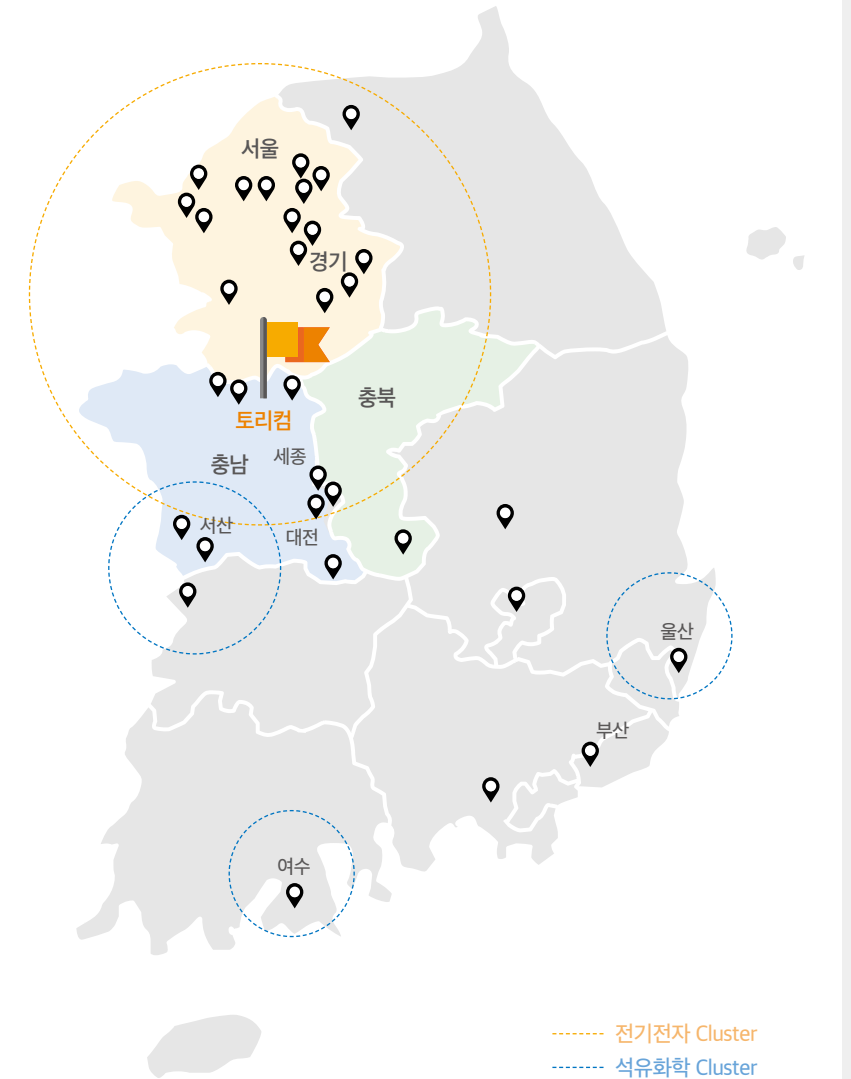 서울
경기
충북
토리컴
세종
충남
서산
대전
울산
부산
여수
전기전자 Cluster
석유화학 Cluster